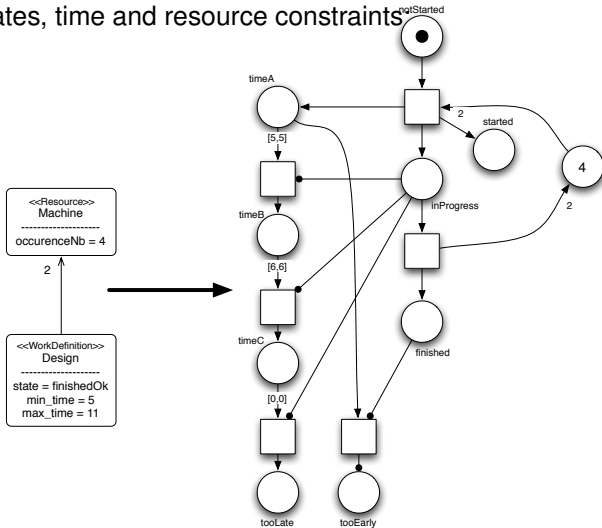 ates, time and resource constraints.
notStarted
timeA
2
started
[5,5]
4
inProgress
2
<<Resource>>
Machine
---------------------
occurenceNb = 4
timeB
2
[6,6]
<<WorkDefinition>>
Design
---------------------
state = finishedOk
min_time = 5
max_time = 11
timeC
finished
[0,0]
tooLate
tooEarly